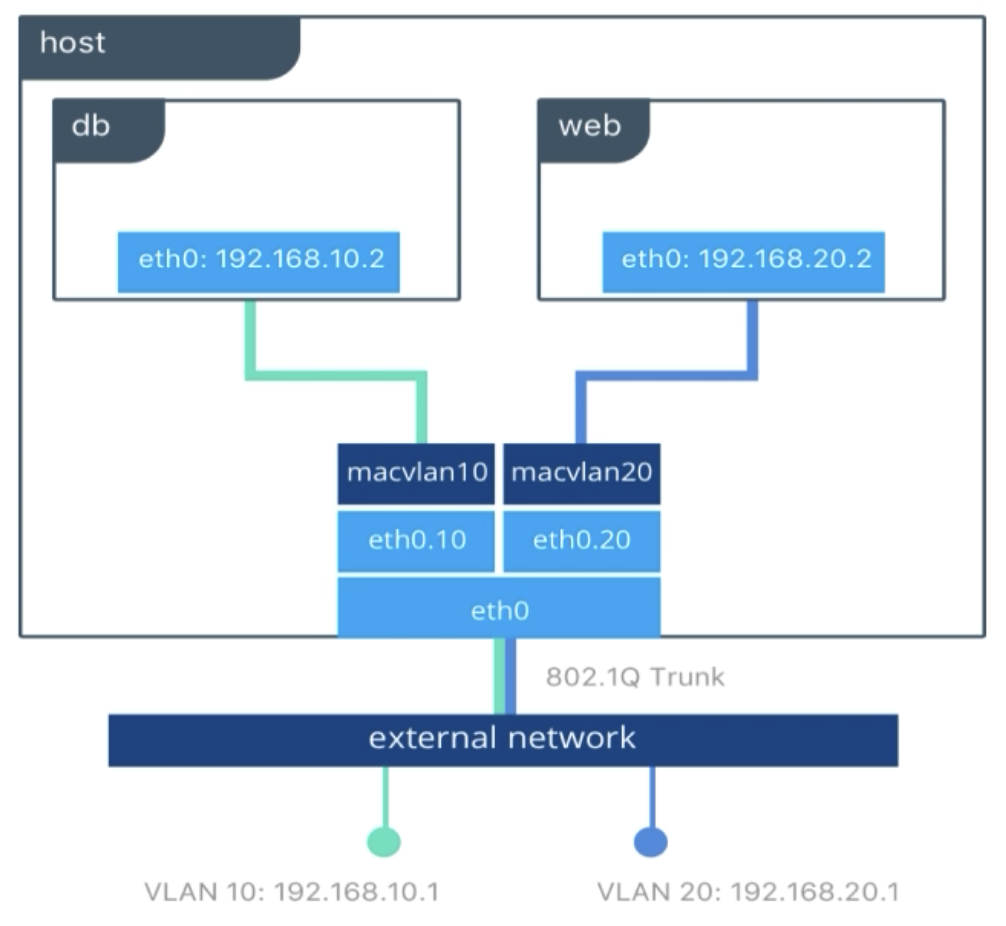 host
db
web
eth0: 192.168.10.2
eth0: 192.168.20.2
macvlan10
macvlan20
eth0.10
eth0.20
eth0
802.1Q Trunk
external network
VLAN 10: 192.168.10.1
VLAN 20: 192.168.20.1